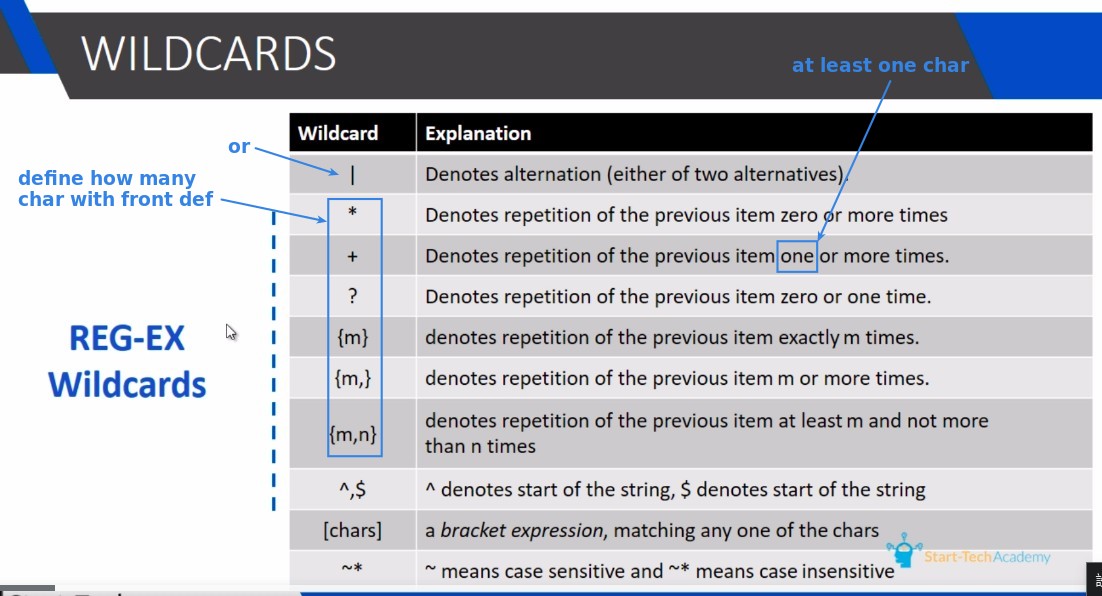 WILDCARDS
at least one char
or
define how many
char with front def
REG-EX
Wildcards
Wildcard Explanation
| Denotes alternation (either of two alternatives).
* Denotes repetition of the previous item zero or more times
+ Denotes repetition of the previous item one or more times.
? Denotes repetition of the previous item zero or one time.
{m} denotes repetition of the previous item exactly m times.
{m,} denotes repetition of the previous item m or more times.
{m,n} denotes repetition of the previous item at least m and not more
than n times
^,$ ^ denotes start of the string, $ denotes start of the string
[chars] a bracket expression, matching any one of the chars
~* ~ means case sensitive and ~* means case insensitive
Start-TechAcademy